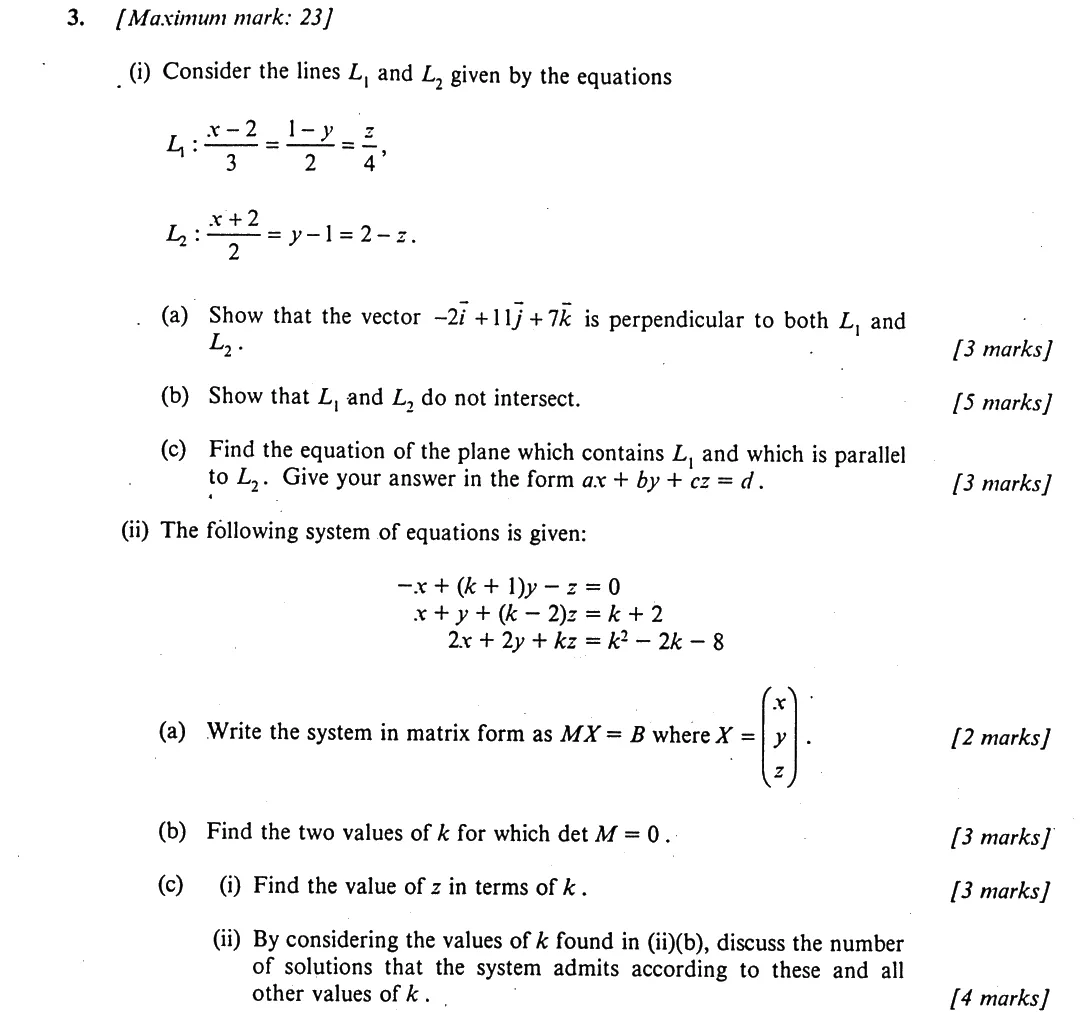 3. [Maximum mark: 23]
(i) Consider the lines L₁ and L₂ given by the equations
L₁ : (x − 2)/3 = (1 − y)/2 = z/4,
L₂ : (x + 2)/2 = y − 1 = 2 − z.
(a) Show that the vector −2i⃗ + 11j⃗ + 7k⃗ is perpendicular to both L₁ and
L₂. [3 marks]
(b) Show that L₁ and L₂ do not intersect. [5 marks]
(c) Find the equation of the plane which contains L₁ and which is parallel
to L₂. Give your answer in the form ax + by + cz = d. [3 marks]
(ii) The following system of equations is given:
−x + (k + 1)y − z = 0
x + y + (k − 2)z = k + 2
2x + 2y + kz = k² − 2k − 8
(a) Write the system in matrix form as MX = B where X = (x y z). [2 marks]
(b) Find the two values of k for which det M = 0. [3 marks]
(c) (i) Find the value of z in terms of k. [3 marks]
(ii) By considering the values of k found in (ii)(b), discuss the number
of solutions that the system admits according to these and all
other values of k. [4 marks]